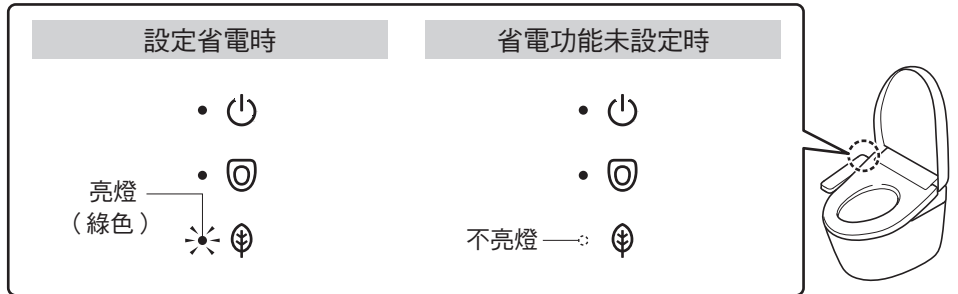 設定省電時
省電功能未設定時
亮燈
（綠色）
不亮燈